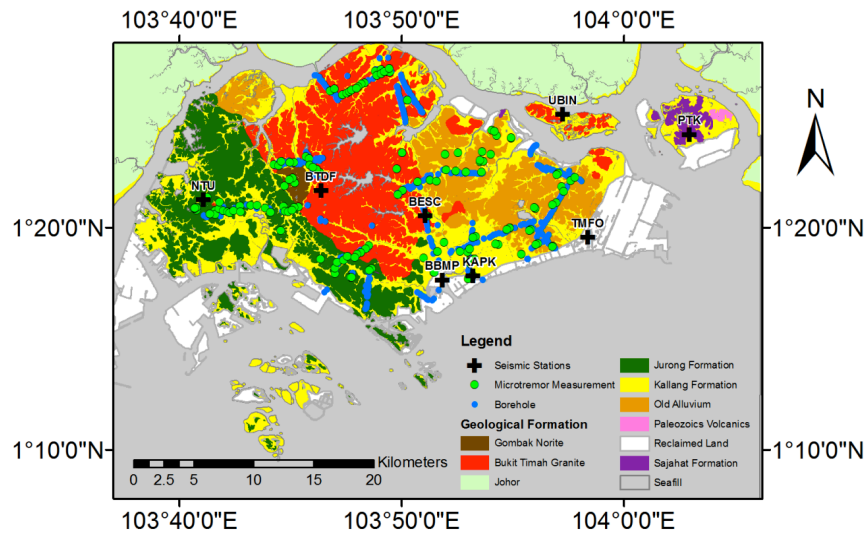 103°40'0"E 103°50'0"E 104°0'0"E
N
UBIN
PTK
BTDF
NTU
BESC
1°20'0"N 1°20'0"N
TMFO
BBMP KAPK
Legend
Seismic Stations
Microtremor Measurement
Borehole
Geological Formation
Gombak Norite
Bukit Timah Granite
Johor
Jurong Formation
Kallang Formation
Old Alluvium
Paleozoics Volcanics
Reclaimed Land
Sajahat Formation
Seafill
1°10'0"N 1°10'0"N
Kilometers
0 2.5 5 10 15 20
103°40'0"E 103°50'0"E 104°0'0"E